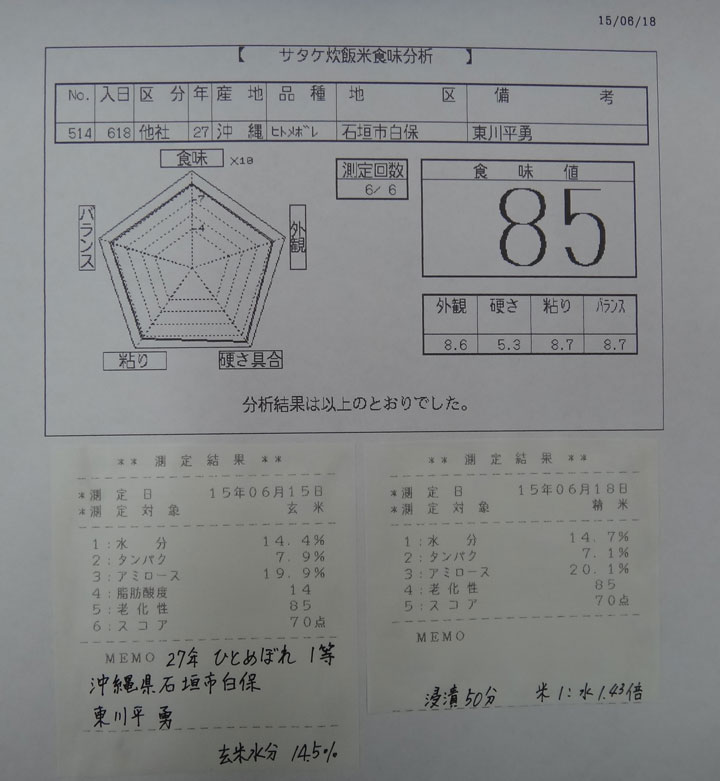 15/06/18
【 サタケ炊飯米食味分析 】
No. 入日 区分 年 産地 品種 地区 備考
514 618 他社 27 沖縄 ヒトメボレ 石垣市白保 東川平勇
食味 ×10
7
4
バランス
外観
粘り
硬さ具合
測定回数
6/ 6
食味値
85
外観 硬さ 粘り バランス
8.6 5.3 8.7 8.7
分析結果は以上のとおりでした。
** 測定結果 **
*測定日 15年06月15日
*測定対象 玄米
1:水分 14.4%
2:タンパク 7.9%
3:アミロース 19.9%
4:脂肪酸度 14
5:老化性 85
6:スコア 70点
MEMO 27年 ひとめぼれ 1等
沖縄県石垣市白保
東川平 勇
玄米水分 14.5%
** 測定結果 **
*測定日 15年06月18日
*測定対象 精米
1:水分 14.7%
2:タンパク 7.1%
3:アミロース 20.1%
4:老化性 85
5:スコア 70点
MEMO
浸漬50分 米1:水1.43倍